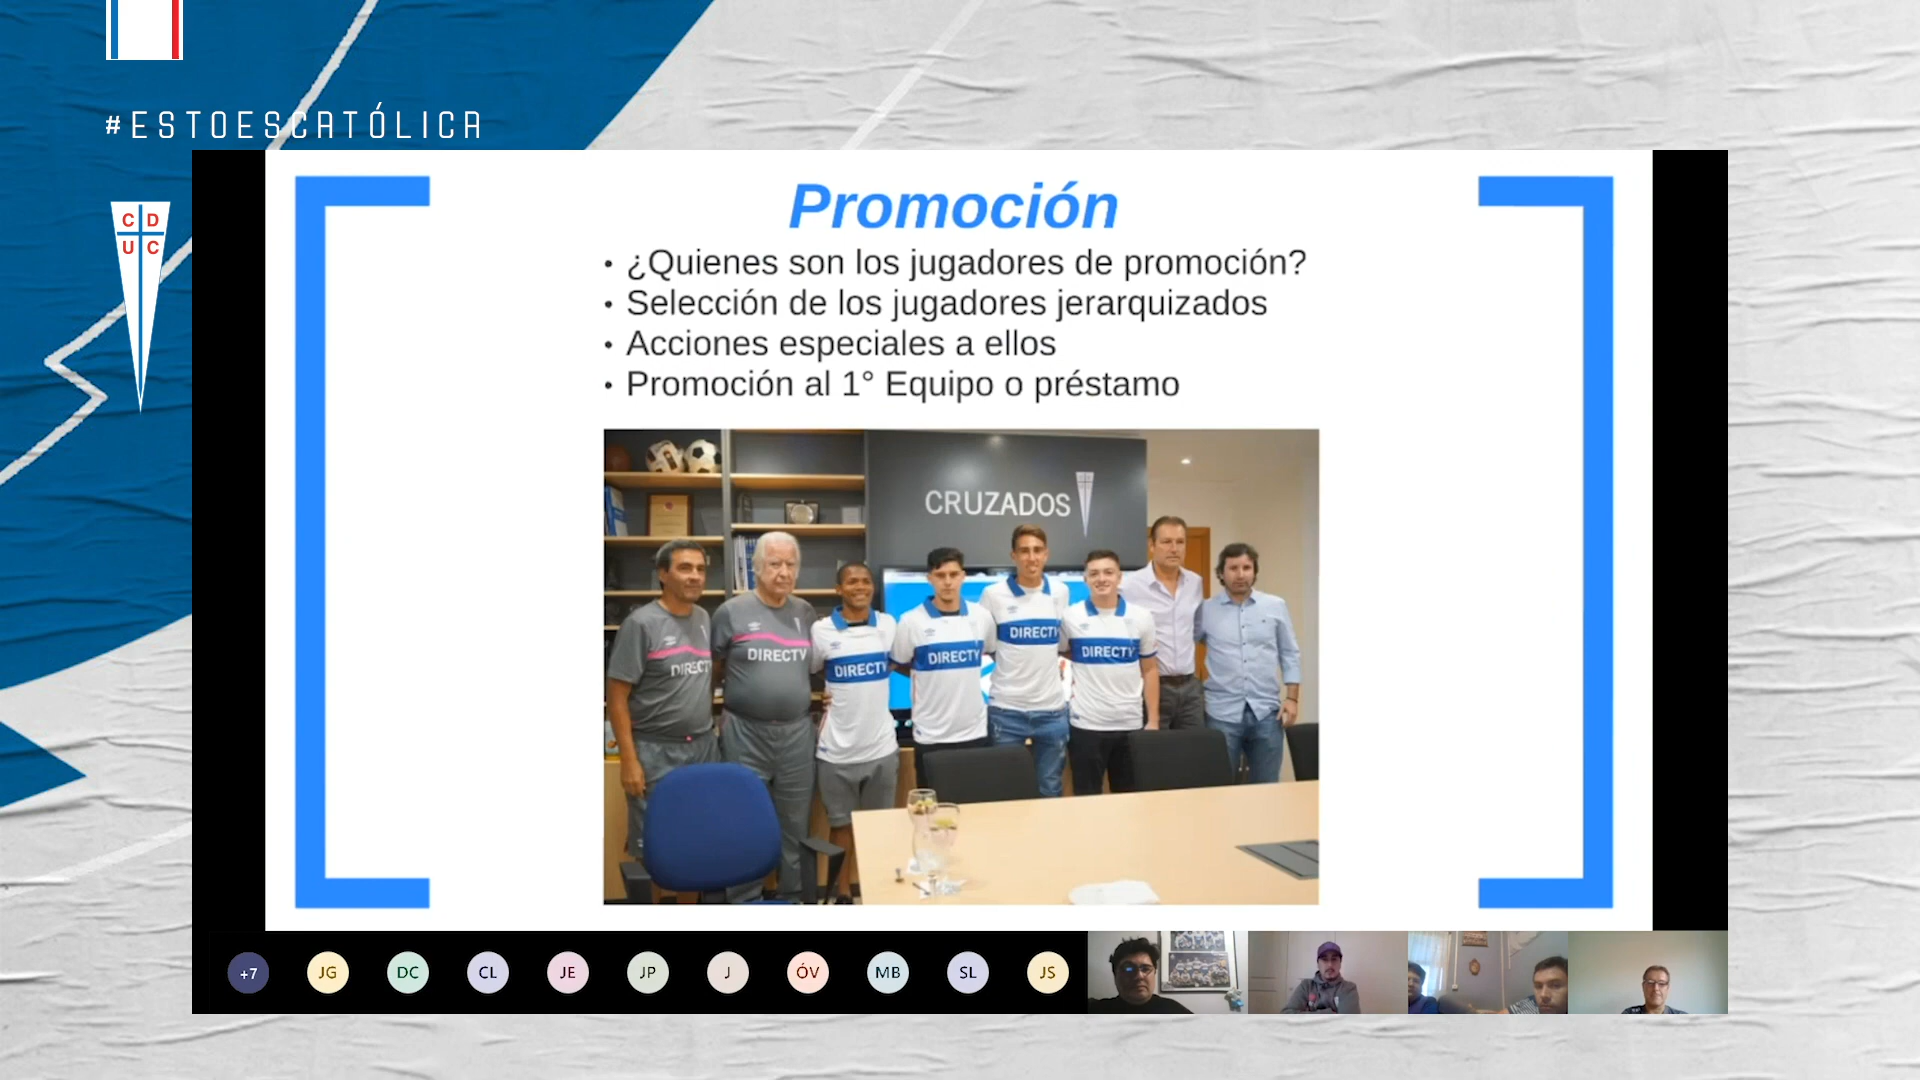 #ESTOESCATÓLICA
C D
U C
Promoción
• ¿Quienes son los jugadores de promoción?
• Selección de los jugadores jerarquizados
• Acciones especiales a ellos
• Promoción al 1° Equipo o préstamo
CRUZADOS
DIRECTV
DIRECTV
DIRECTV
DIRECTV
DIRECTV
DIRECTV
+7
JG
DC
CL
JE
JP
J
ÓV
MB
SL
JS